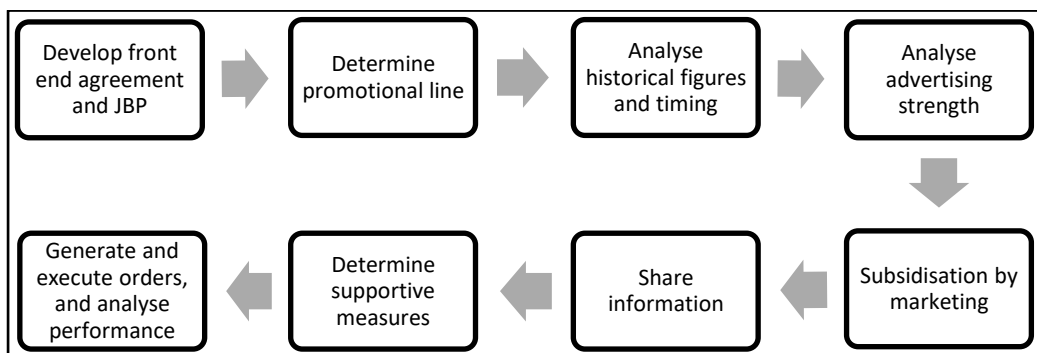 Develop front
end agreement
and JBP
Determine
promotional line
Analyse
historical figures
and timing
Analyse
advertising
strength
Subsidisation by
marketing
Share
information
Determine
supportive
measures
Generate and
execute orders,
and analyse
performance